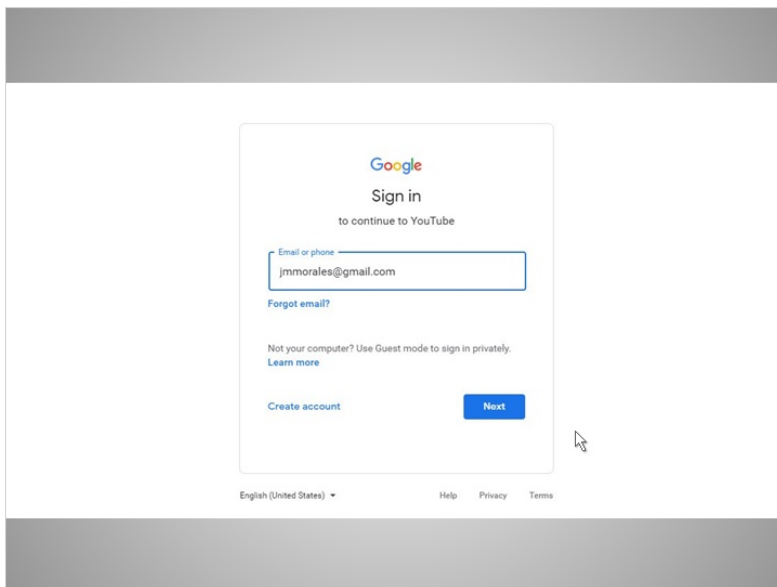 Google
Sign in
to continue to YouTube
Email or phone
jmmorales@gmail.com
Forgot email?
Not your computer? Use Guest mode to sign in privately.
Learn more
Create account
Next
English (United States)
Help Privacy Terms